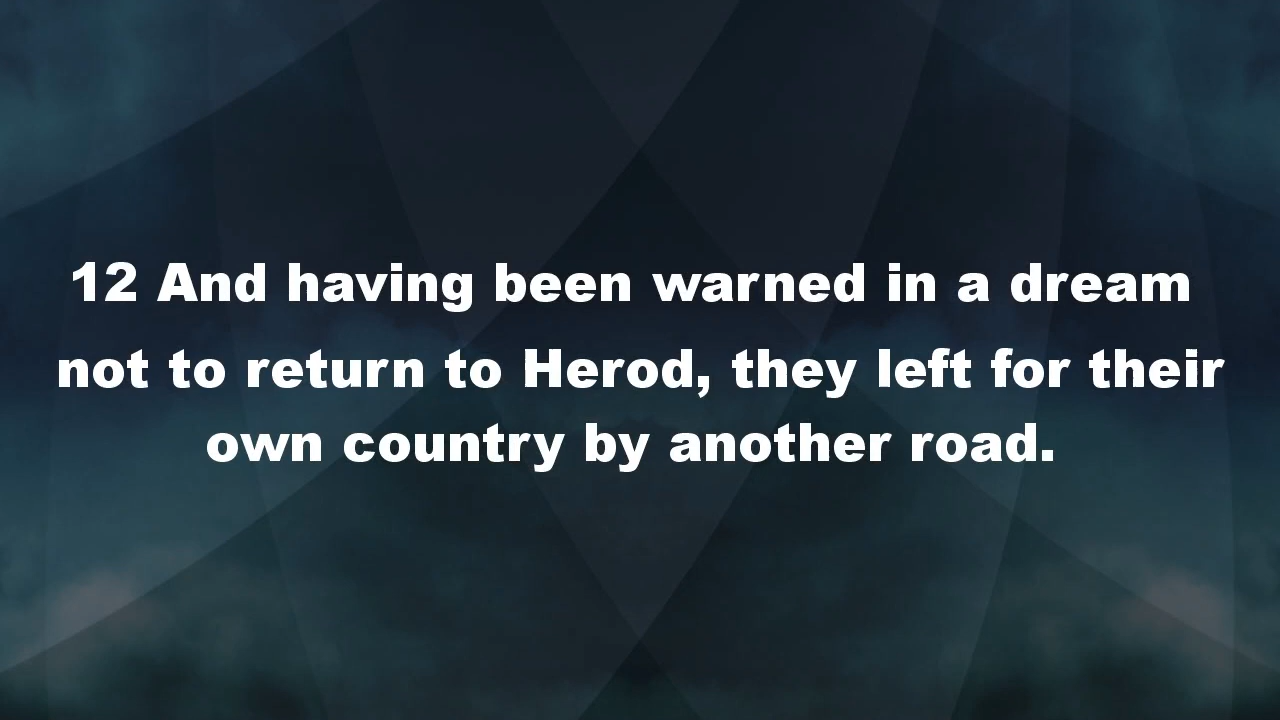 12 And having been warned in a dream
not to return to Herod, they left for their
own country by another road.